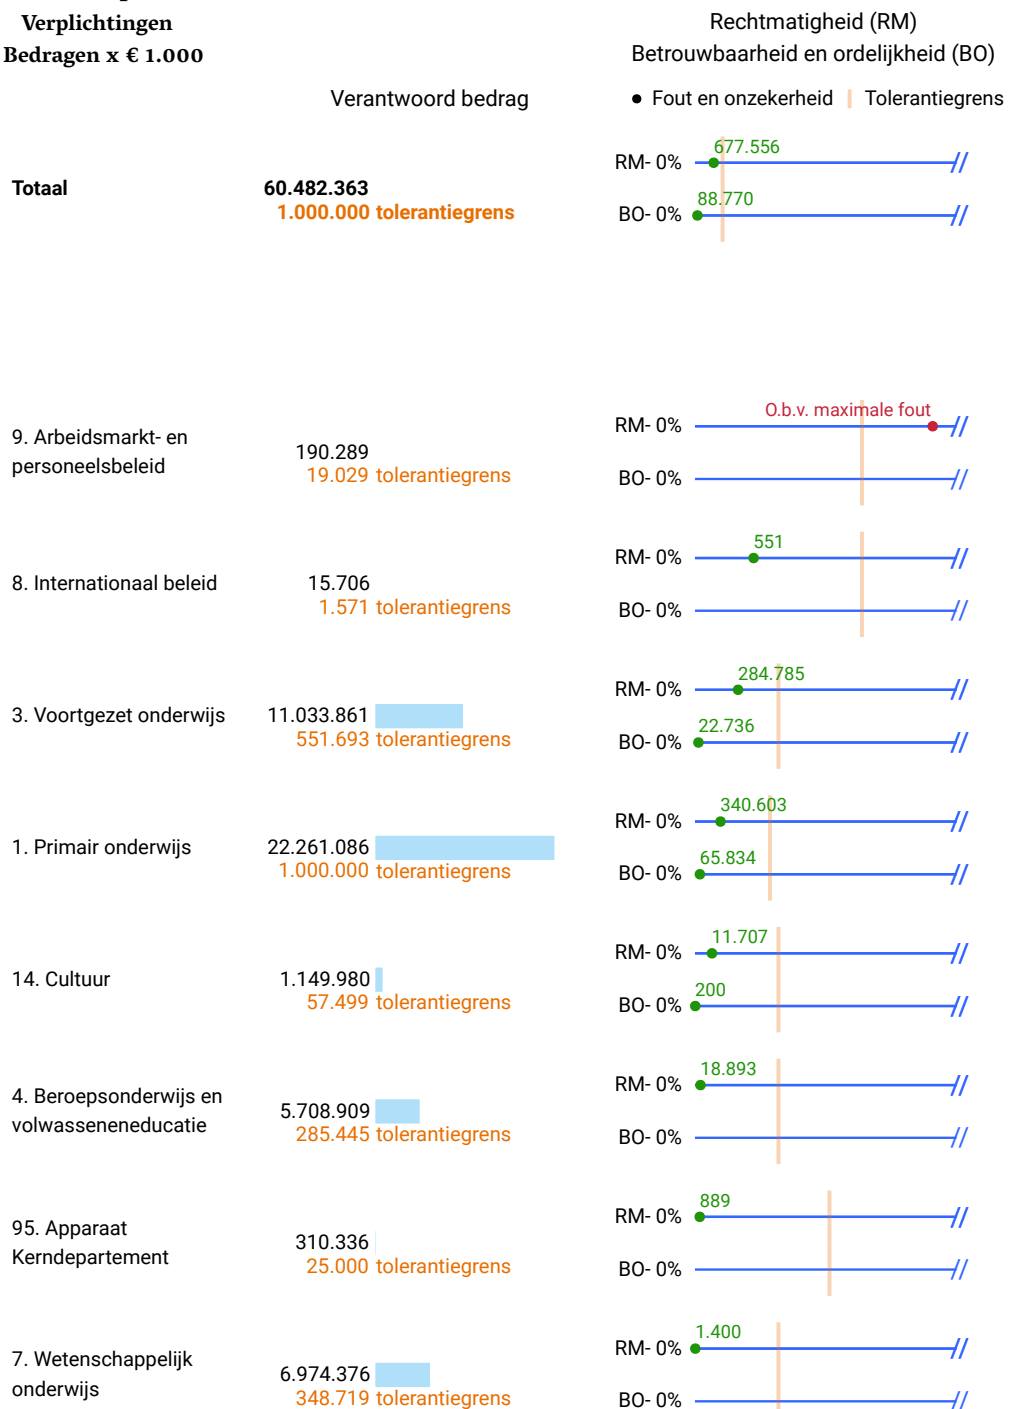 Verplichtingen
Bedragen x € 1.000
Rechtmatigheid (RM)
Betrouwbaarheid en ordelijkheid (BO)
Verantwoord bedrag
Fout en onzekerheid
Tolerantiegrens
Totaal
60.482.363
1.000.000 tolerantiegrens
RM- 0%
677.556
BO- 0%
88.770
9. Arbeidsmarkt- en
personeelsbeleid
190.289
19.029 tolerantiegrens
RM- 0%
O.b.v. maximale fout
BO- 0%
8. Internationaal beleid
15.706
1.571 tolerantiegrens
RM- 0%
551
BO- 0%
3. Voortgezet onderwijs
11.033.861
551.693 tolerantiegrens
RM- 0%
284.785
BO- 0%
22.736
1. Primair onderwijs
22.261.086
1.000.000 tolerantiegrens
RM- 0%
340.603
BO- 0%
65.834
14. Cultuur
1.149.980
57.499 tolerantiegrens
RM- 0%
11.707
BO- 0%
200
4. Beroepsonderwijs en
volwasseneneducatie
5.708.909
285.445 tolerantiegrens
RM- 0%
18.893
BO- 0%
95. Apparaat
Kerndepartement
310.336
25.000 tolerantiegrens
RM- 0%
889
BO- 0%
7. Wetenschappelijk
onderwijs
6.974.376
348.719 tolerantiegrens
RM- 0%
1.400
BO- 0%